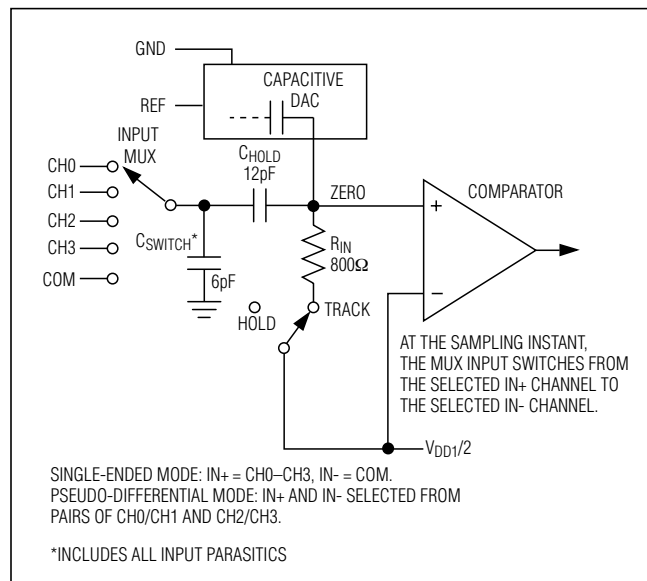 GND
CAPACITIVE
DAC
REF
INPUT
MUX
CHOLD
12pF
ZERO
COMPARATOR
CH0
CH1
CH2
CH3
COM
CSWITCH*
6pF
RIN
800Ω
+
−
HOLD
TRACK
AT THE SAMPLING INSTANT,
THE MUX INPUT SWITCHES FROM
THE SELECTED IN+ CHANNEL TO
THE SELECTED IN- CHANNEL.
VDD1/2
SINGLE-ENDED MODE: IN+ = CH0–CH3, IN- = COM.
PSEUDO-DIFFERENTIAL MODE: IN+ AND IN- SELECTED FROM
PAIRS OF CH0/CH1 AND CH2/CH3.
*INCLUDES ALL INPUT PARASITICS